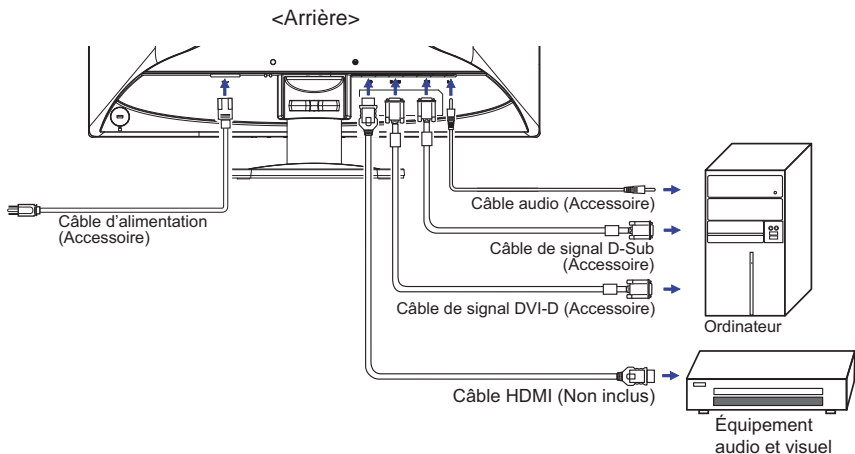 <Arrière>
Câble d'alimentation
(Accessoire)
Câble audio (Accessoire)
Câble de signal D-Sub
(Accessoire)
Câble de signal DVI-D (Accessoire)
Ordinateur
Câble HDMI (Non inclus)
Équipement
audio et visuel